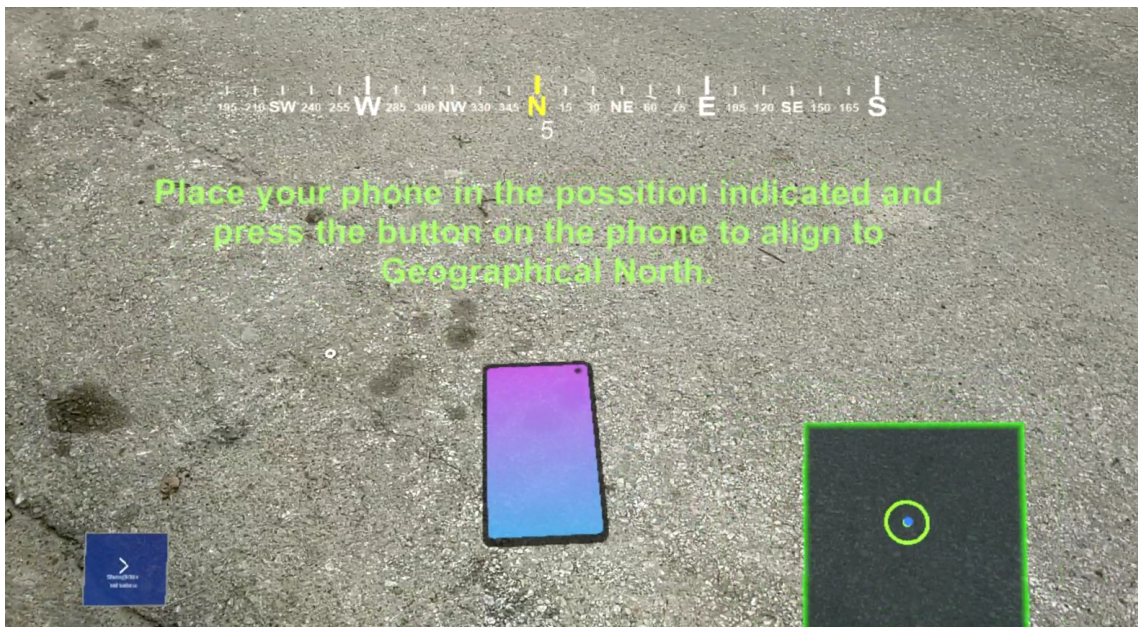 195 210 SW 240 255 W 285 300 NW 330 345 N 15 30 NE 60 75 E 105 120 SE 150 165 S
5
Place your phone in the possition indicated and
press the button on the phone to align to
Geographical North.